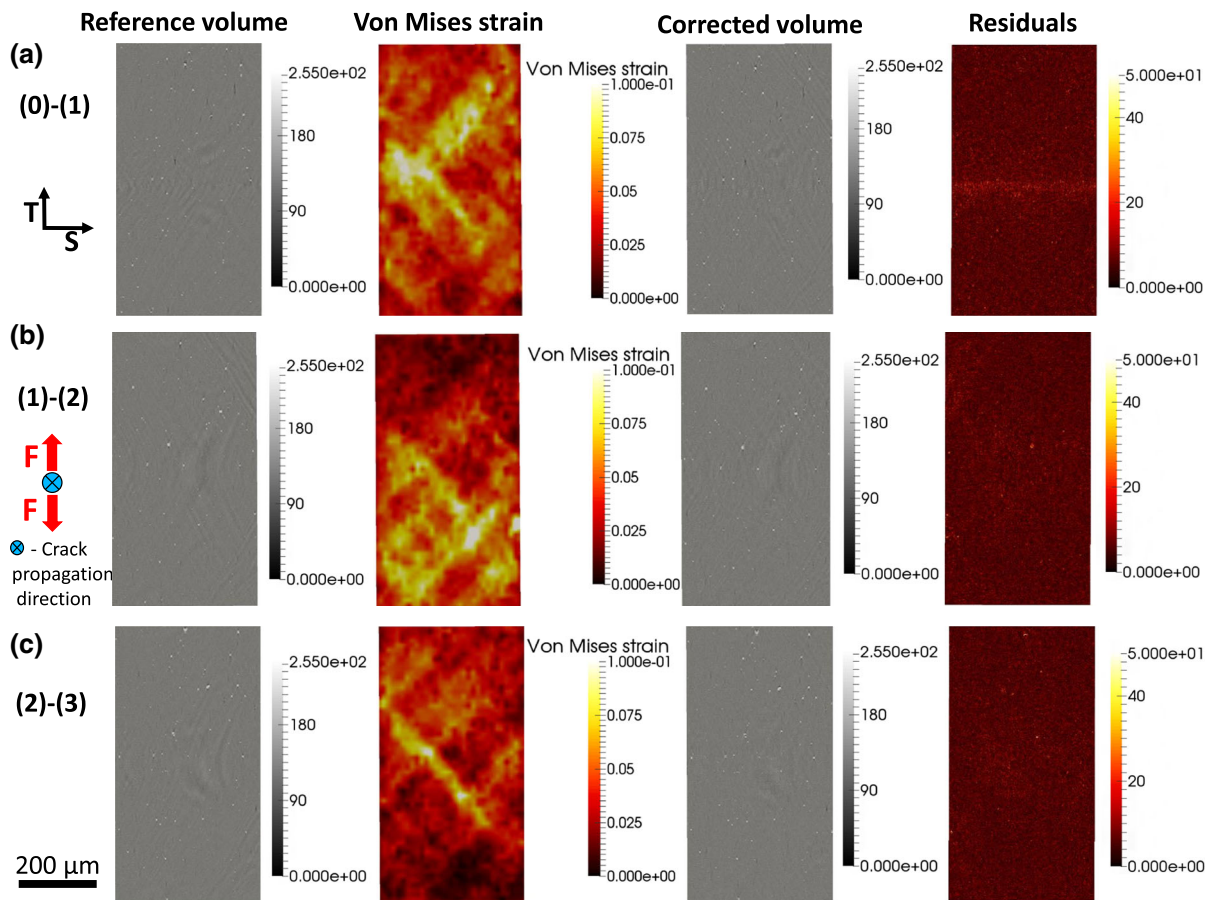 Reference volume
Von Mises strain
Corrected volume
Residuals
(a)
(0)-(1)
T
S
2.550e+02
180
90
0.000e+00
Von Mises strain
1.000e-01
0.075
0.05
0.025
0.000e+00
2.550e+02
180
90
0.000e+00
5.000e+01
40
20
0.000e+00
(b)
(1)-(2)
F
F
- Crack
propagation
direction
2.550e+02
180
90
0.000e+00
Von Mises strain
1.000e-01
0.075
0.05
0.025
0.000e+00
2.550e+02
180
90
0.000e+00
5.000e+01
40
20
0.000e+00
(c)
(2)-(3)
200 μm
2.550e+02
180
90
0.000e+00
Von Mises strain
1.000e-01
0.075
0.05
0.025
0.000e+00
2.550e+02
180
90
0.000e+00
5.000e+01
40
20
0.000e+00